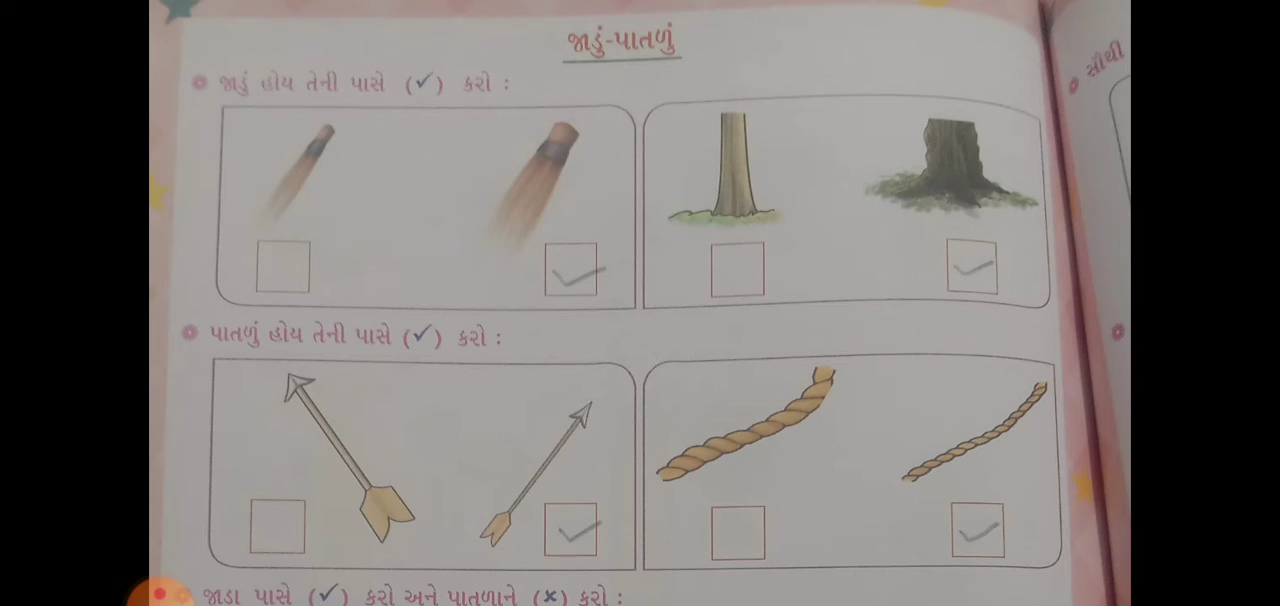 જાડું-પાતળું
જાડું હોય તેની પાસે (✓) કરો :
પાતળું હોય તેની પાસે (✓) કરો :
જાડા પાસે (✓) કરો અને પાતળાને (×) કરો :
સૌથી